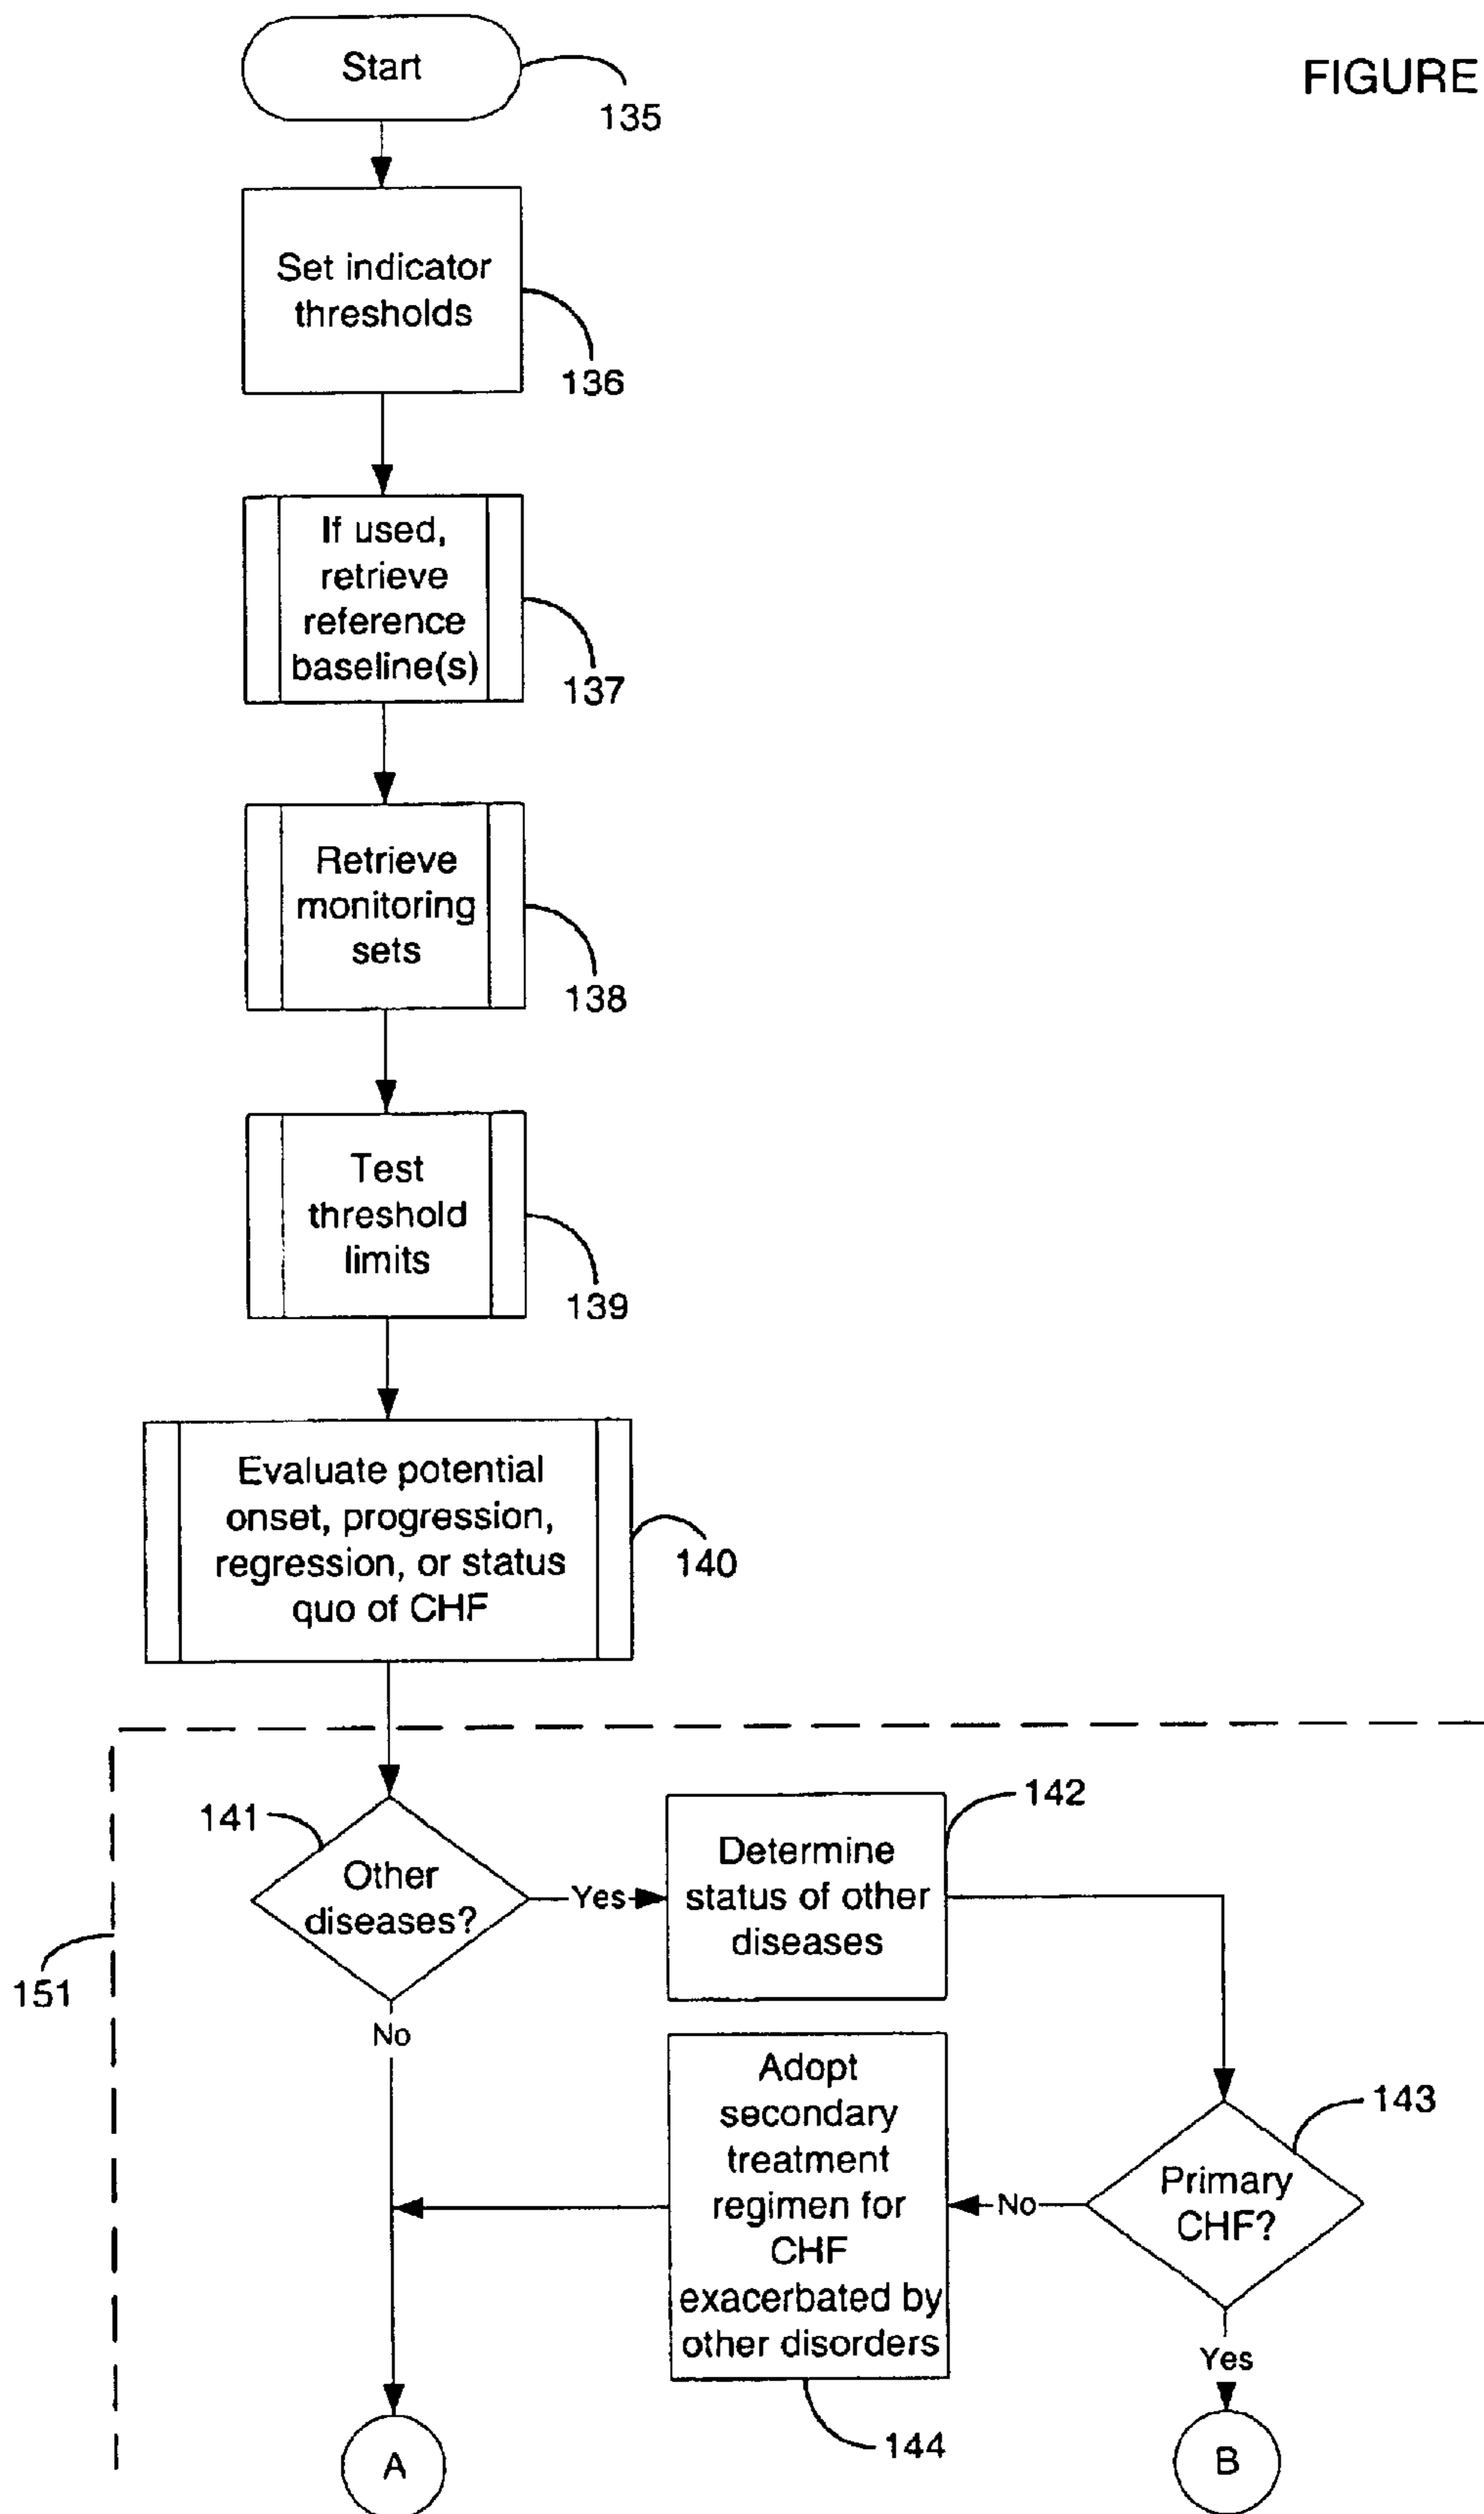 Start
FIGURE
135
Set indicator
thresholds
136
If used,
retrieve
reference
baseline(s)
137
Retrieve
monitoring
sets
138
Test
threshold
limits
139
Evaluate potential
onset, progression,
regression, or status
quo of CHF
140
141
Other
diseases?
Yes
Determine
status of other
diseases
142
151
No
Adopt
secondary
treatment
regimen for
CHF
exacerbated by
other disorders
144
No
Primary
CHF?
143
Yes
A
B